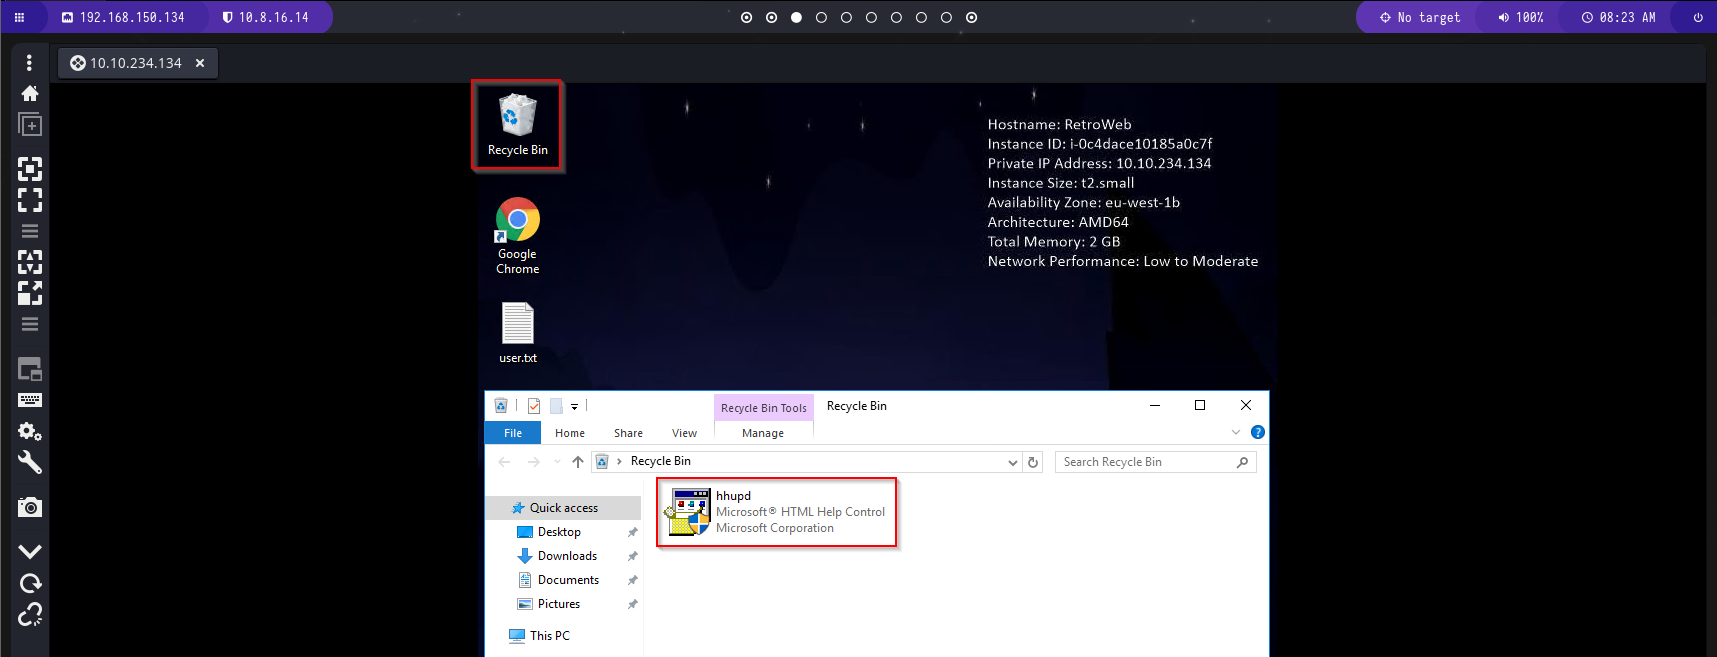 192.168.150.134
10.8.16.14
No target
100%
08:23 AM
10.10.234.134
Recycle Bin
Google
Chrome
user.txt
Hostname: RetroWeb
Instance ID: i-0c4dace10185a0c7f
Private IP Address: 10.10.234.134
Instance Size: t2.small
Availability Zone: eu-west-1b
Architecture: AMD64
Total Memory: 2 GB
Network Performance: Low to Moderate
Recycle Bin Tools
Recycle Bin
File
Home
Share
View
Manage
Recycle Bin
Search Recycle Bin
Quick access
Desktop
Downloads
Documents
Pictures
This PC
hhupd
Microsoft® HTML Help Control
Microsoft Corporation